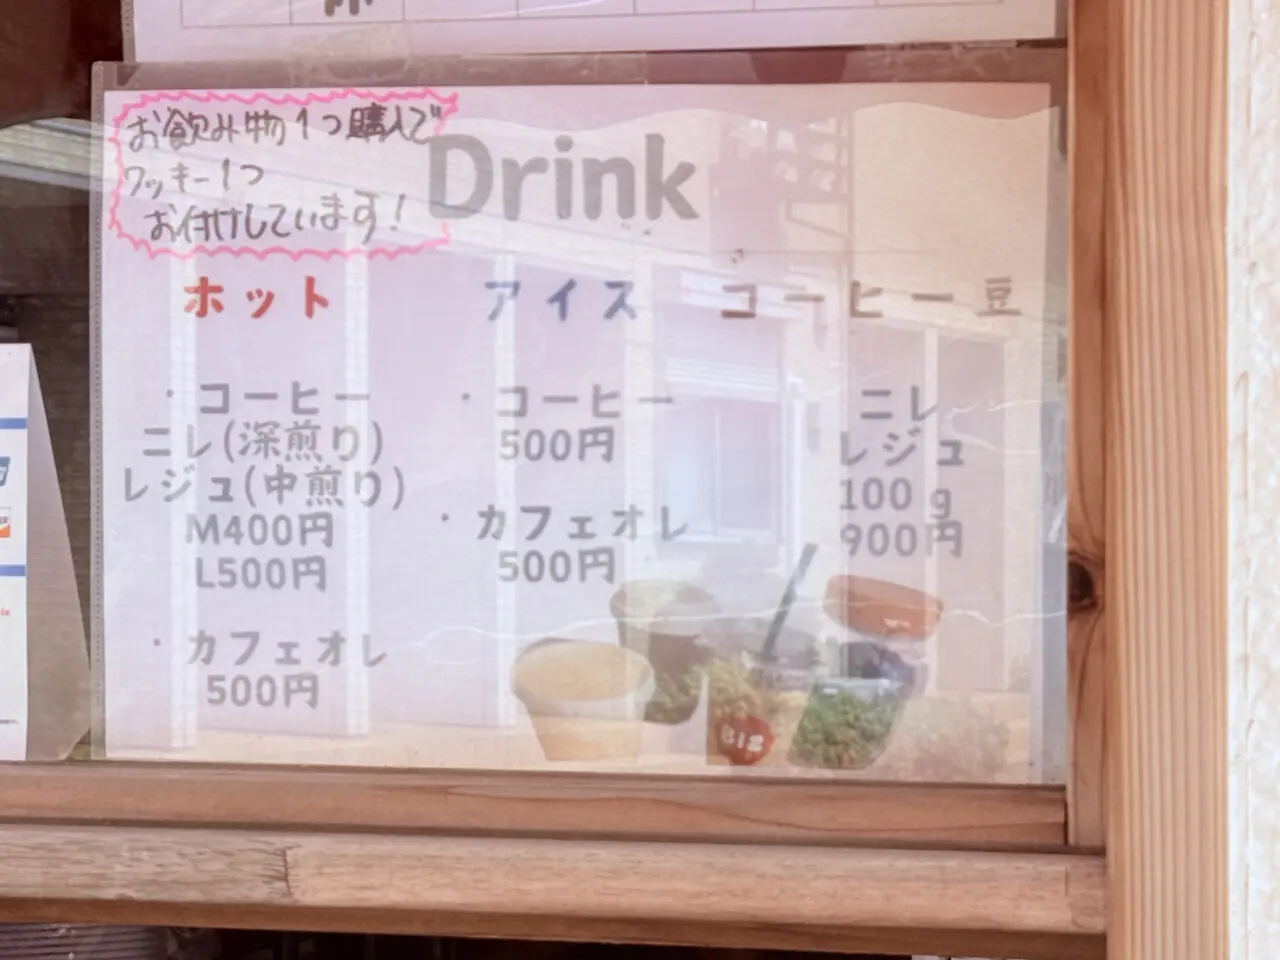 お飲み物1つ購入で
クッキー1つ
お付けしています!
Drink
ホット
・コーヒー
ニレ(深煎り)
レジュ(中煎り)
M400円
L500円
・カフェオレ
500円
アイス
・コーヒー
500円
・カフェオレ
500円
コーヒー豆
ニレ
レジュ
100g
900円